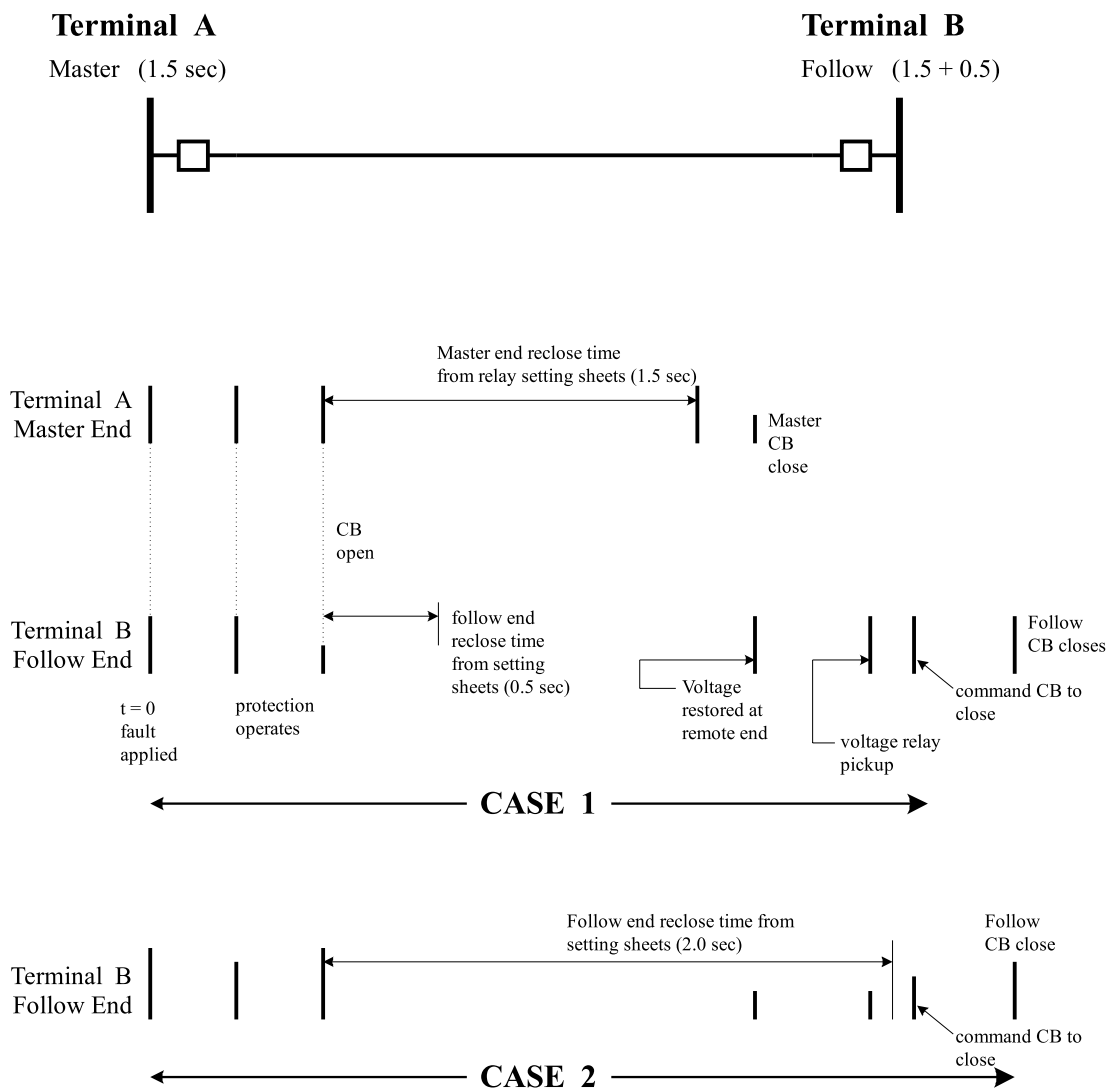 Terminal A
Master (1.5 sec)
Terminal B
Follow (1.5 + 0.5)
Master end reclose time
from relay setting sheets (1.5 sec)
Terminal A
Master End
Master
CB
close
CB
open
Terminal B
Follow End
follow end
reclose time
from setting
sheets (0.5 sec)
Follow
CB closes
Voltage
restored at
remote end
command CB to
close
t = 0
fault
applied
protection
operates
voltage relay
pickup
CASE 1
Follow end reclose time from
setting sheets (2.0 sec)
Follow
CB close
Terminal B
Follow End
command CB to
close
CASE 2